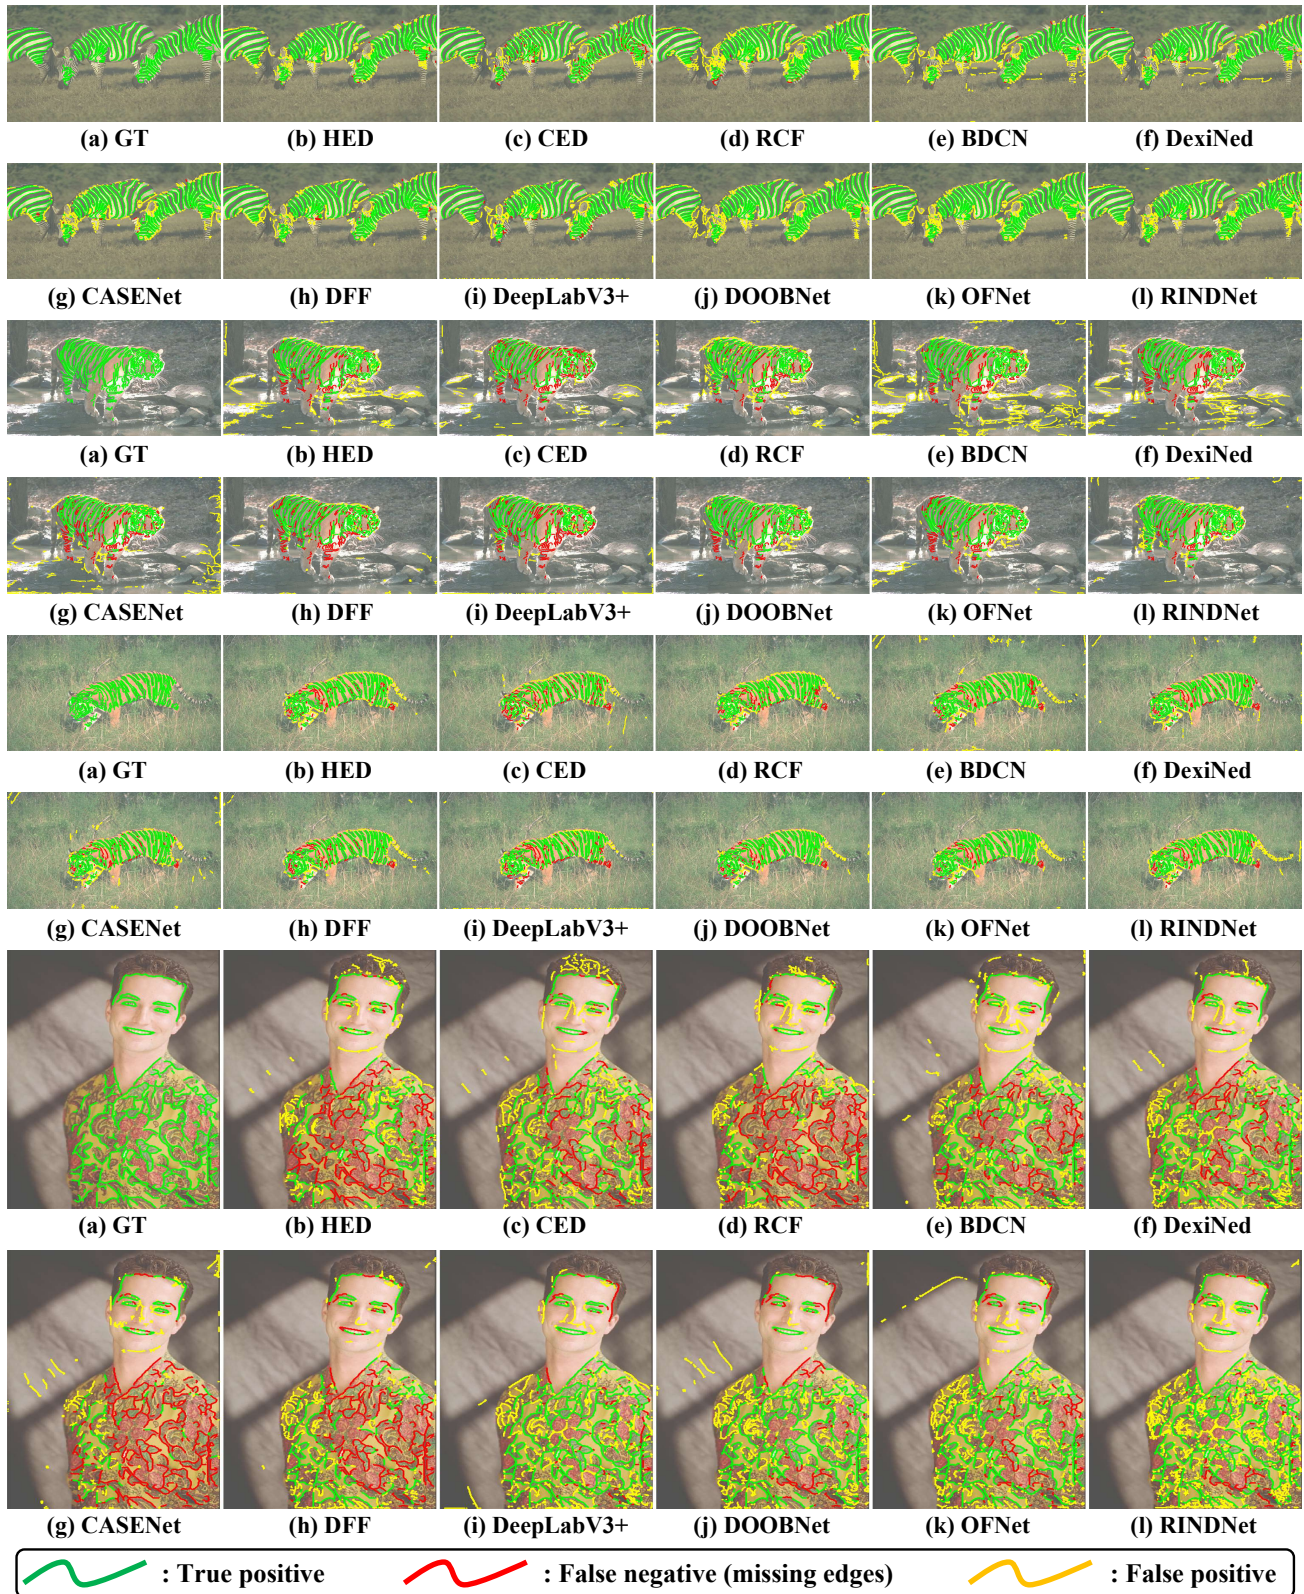 (a) GT (b) HED (c) CED (d) RCF (e) BDCN (f) DexiNed
(g) CASENet (h) DFF (i) DeepLabV3+ (j) DOOBNet (k) OFNet (l) RINDNet
(a) GT (b) HED (c) CED (d) RCF (e) BDCN (f) DexiNed
(g) CASENet (h) DFF (i) DeepLabV3+ (j) DOOBNet (k) OFNet (l) RINDNet
(a) GT (b) HED (c) CED (d) RCF (e) BDCN (f) DexiNed
(g) CASENet (h) DFF (i) DeepLabV3+ (j) DOOBNet (k) OFNet (l) RINDNet
(a) GT (b) HED (c) CED (d) RCF (e) BDCN (f) DexiNed
(g) CASENet (h) DFF (i) DeepLabV3+ (j) DOOBNet (k) OFNet (l) RINDNet
: True positive : False negative (missing edges) : False positive